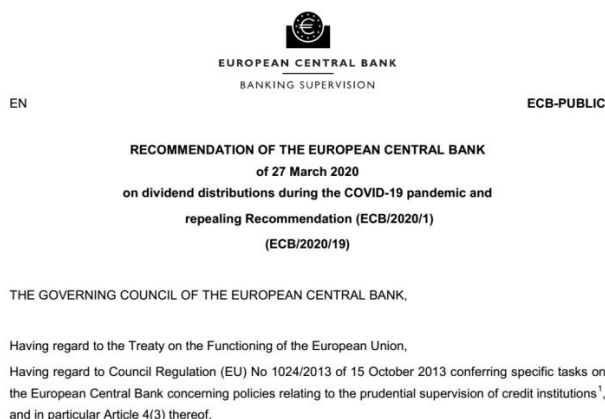 EUROPEAN CENTRAL BANK
BANKING SUPERVISION
EN
ECB-PUBLIC
RECOMMENDATION OF THE EUROPEAN CENTRAL BANK
of 27 March 2020
on dividend distributions during the COVID-19 pandemic and
repealing Recommendation (ECB/2020/1)
(ECB/2020/19)
THE GOVERNING COUNCIL OF THE EUROPEAN CENTRAL BANK,
Having regard to the Treaty on the Functioning of the European Union,
Having regard to Council Regulation (EU) No 1024/2013 of 15 October 2013 conferring specific tasks on
the European Central Bank concerning policies relating to the prudential supervision of credit institutions¹,
and in particular Article 4(3) thereof,